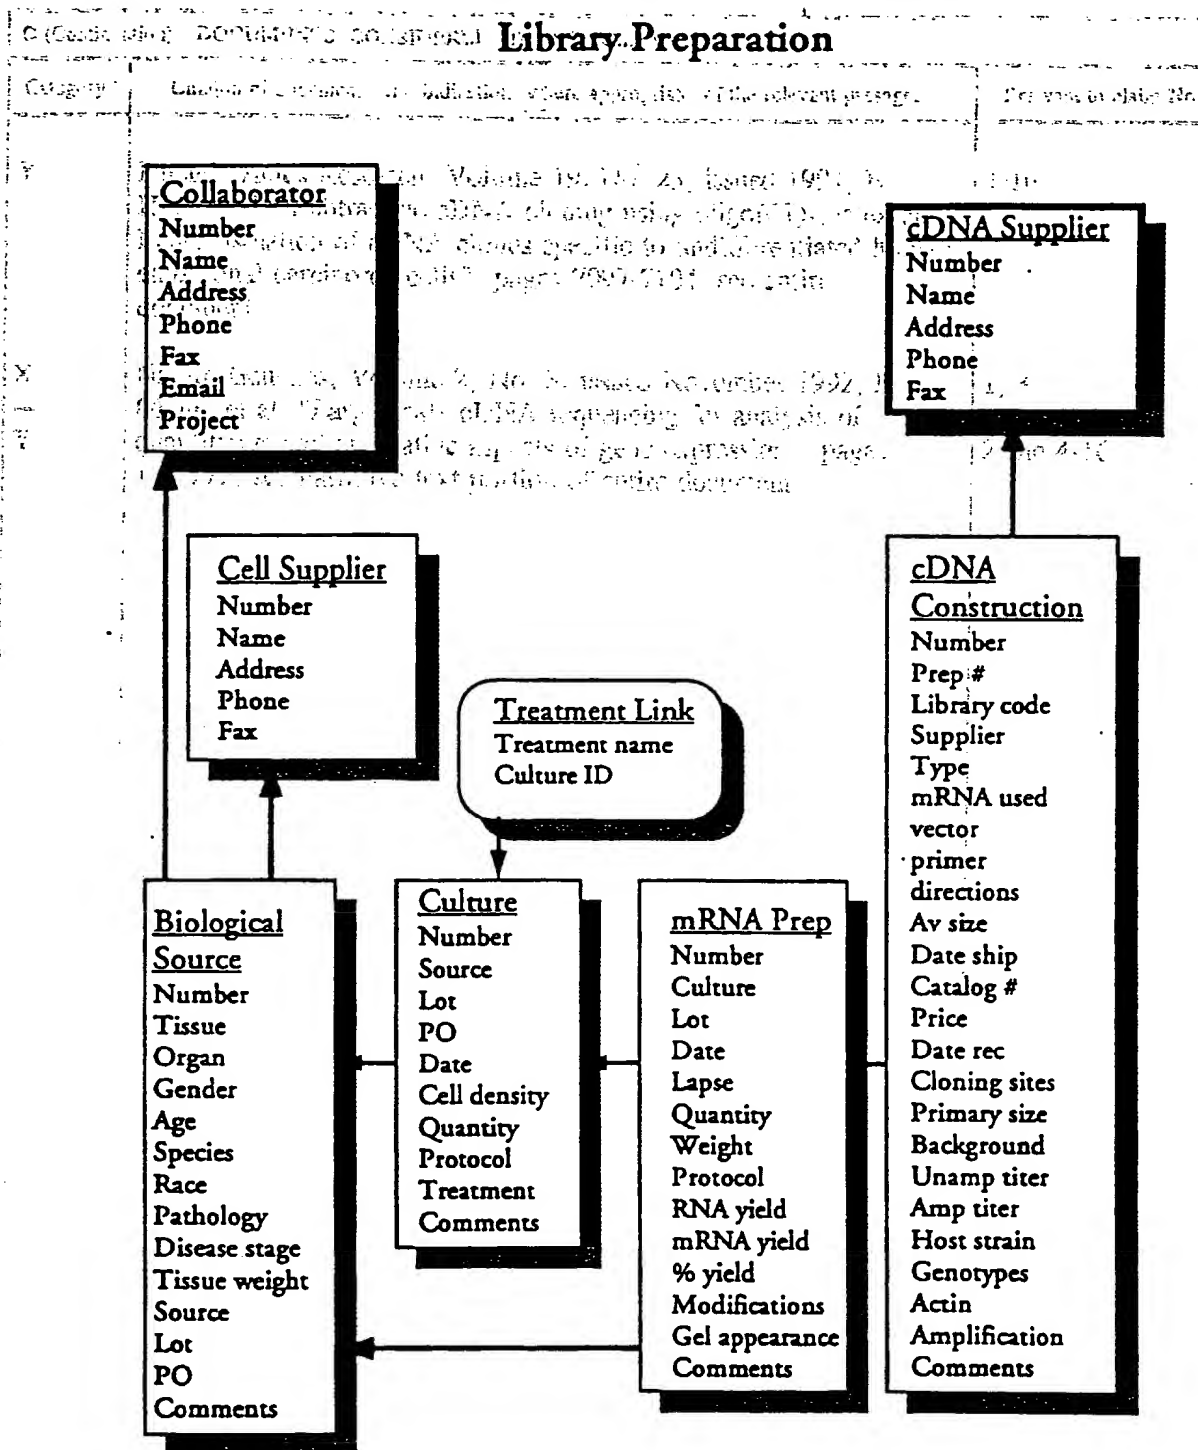 Library Preparation
Collaborator
Number
Name
Address
Phone
Fax
Email
Project
cDNA Supplier
Number
Name
Address
Phone
Fax
Cell Supplier
Number
Name
Address
Phone
Fax
Treatment Link
Treatment name
Culture ID
cDNA
Construction
Number
Prep #
Library code
Supplier
Type
mRNA used
vector
primer
directions
Av size
Date ship
Catalog #
Price
Date rec
Cloning sites
Primary size
Background
Unamp titer
Amp titer
Host strain
Genotypes
Actin
Amplification
Comments
Biological
Source
Number
Tissue
Organ
Gender
Age
Species
Race
Pathology
Disease stage
Tissue weight
Source
Lot
PO
Comments
Culture
Number
Source
Lot
PO
Date
Cell density
Quantity
Protocol
Treatment
Comments
mRNA Prep
Number
Culture
Lot
Date
Lapse
Quantity
Weight
Protocol
RNA yield
mRNA yield
% yield
Modifications
Gel appearance
Comments